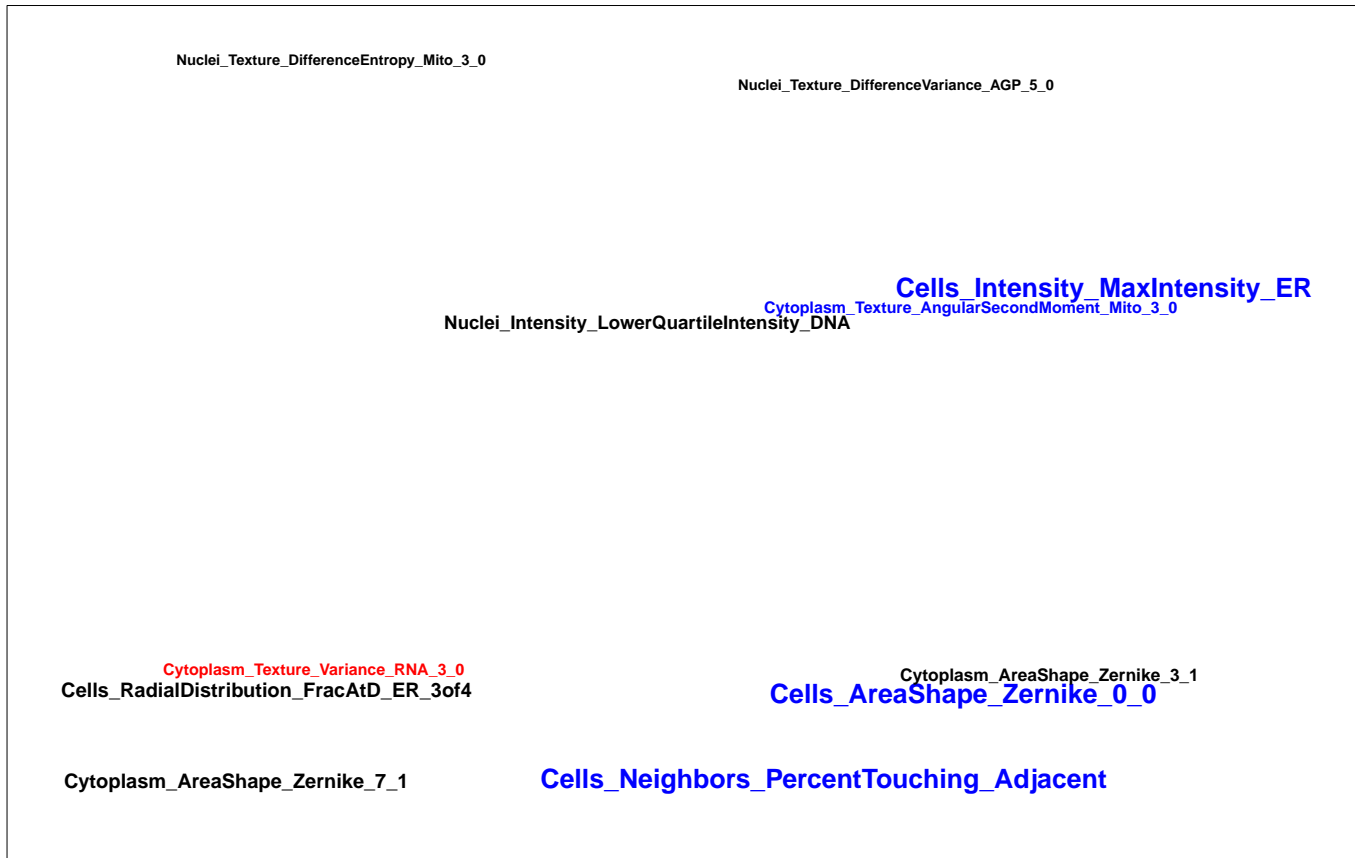 Nuclei_Texture_DifferenceEntropy_Mito_3_0
Nuclei_Texture_DifferenceVariance_AGP_5_0
Cells_Intensity_MaxIntensity_ER
Cytoplasm_Texture_AngularSecondMoment_Mito_3_0
Nuclei_Intensity_LowerQuartileIntensity_DNA
Cytoplasm_Texture_Variance_RNA_3_0
Cytoplasm_AreaShape_Zernike_3_1
Cells_RadialDistribution_FracAtD_ER_3of4
Cells_AreaShape_Zernike_0_0
Cytoplasm_AreaShape_Zernike_7_1
Cells_Neighbors_PercentTouching_Adjacent